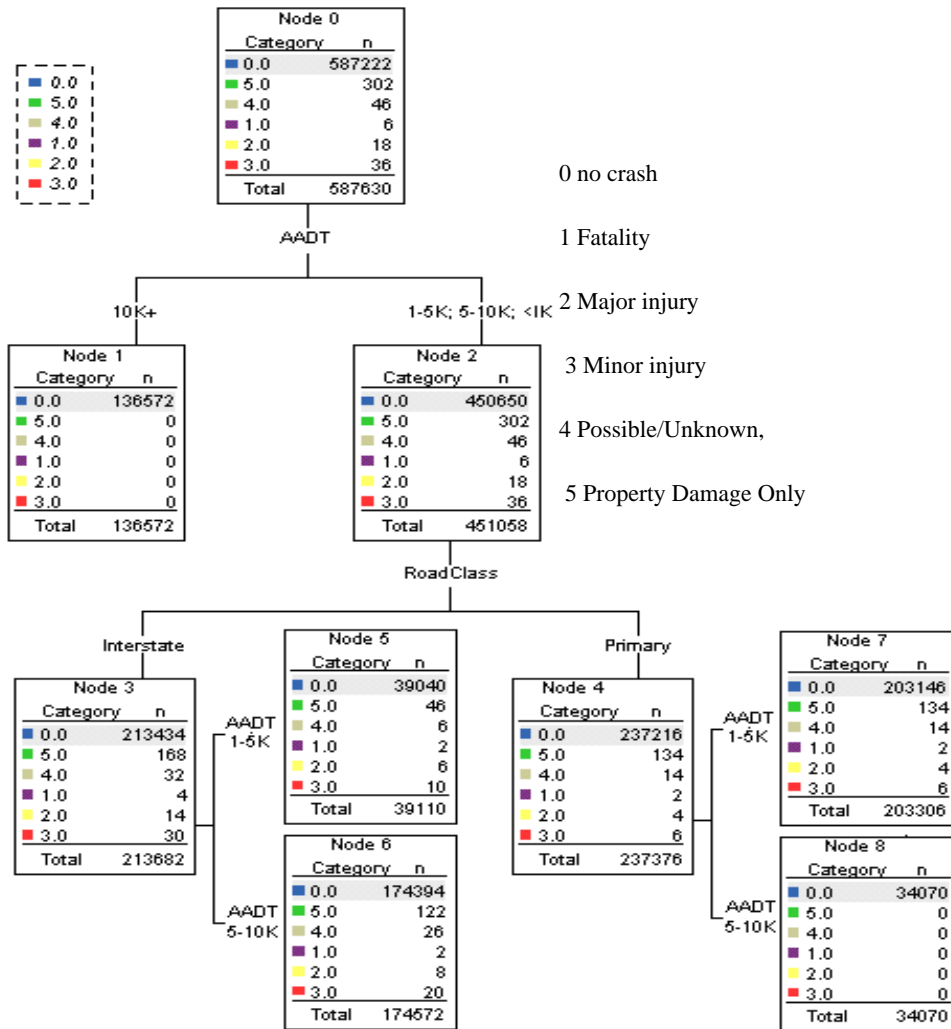 Node 0
Category n
0.0 587222
5.0 302
4.0 46
1.0 6
2.0 18
3.0 36
Total 587630
0.0
5.0
4.0
1.0
2.0
3.0
0 no crash
1 Fatality
2 Major injury
3 Minor injury
4 Possible/Unknown,
5 Property Damage Only
AADT
10K+
1-5K; 5-10K; <IK
Node 1
Category n
0.0 136572
5.0 0
4.0 0
1.0 0
2.0 0
3.0 0
Total 136572
Node 2
Category n
0.0 450650
5.0 302
4.0 46
1.0 6
2.0 18
3.0 36
Total 451058
RoadClass
Interstate
Primary
Node 3
Category n
0.0 213434
5.0 168
4.0 32
1.0 4
2.0 14
3.0 30
Total 213682
AADT
1-5K
Node 5
Category n
0.0 39040
5.0 46
4.0 6
1.0 2
2.0 6
3.0 10
Total 39110
AADT
5-10K
Node 6
Category n
0.0 174394
5.0 122
4.0 26
1.0 2
2.0 8
3.0 20
Total 174572
Node 4
Category n
0.0 237216
5.0 134
4.0 14
1.0 2
2.0 4
3.0 6
Total 237376
AADT
1-5K
Node 7
Category n
0.0 203146
5.0 134
4.0 14
1.0 2
2.0 4
3.0 6
Total 203306
AADT
5-10K
Node 8
Category n
0.0 34070
5.0 0
4.0 0
1.0 0
2.0 0
3.0 0
Total 34070